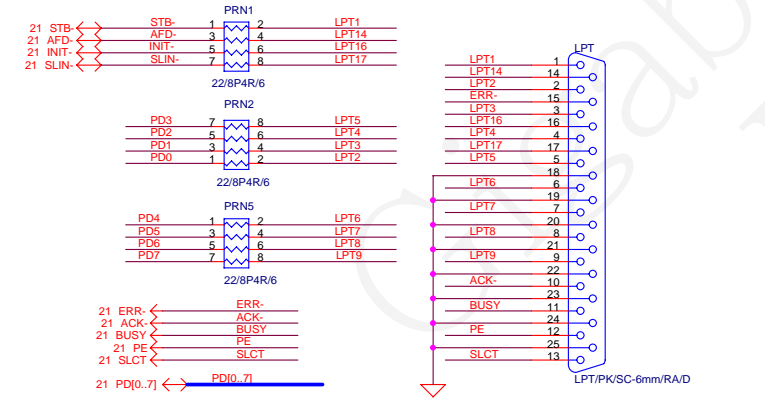 PRN1
21 STB- STB- 1 2 LPT1
21 AFD- AFD- 3 4 LPT14
21 INIT- INIT- 5 6 LPT16
21 SLIN- SLIN- 7 8 LPT17
22/8P4R/6
PRN2
PD3 7 8 LPT5
PD2 5 6 LPT4
PD1 3 4 LPT3
PD0 1 2 LPT2
22/8P4R/6
PRN5
PD4 1 2 LPT6
PD5 3 4 LPT7
PD6 5 6 LPT8
PD7 7 8 LPT9
22/8P4R/6
21 ERR- ERR-
21 ACK- ACK-
21 BUSY BUSY
21 PE PE
21 SLCT SLCT
21 PD[0..7] PD[0..7]
LPT
LPT1 1
LPT14 14
LPT2 2
ERR- 15
LPT3 3
LPT16 16
LPT4 4
LPT17 17
LPT5 5
18
LPT6 6
19
LPT7 7
20
LPT8 8
21
LPT9 9
22
ACK- 10
23
BUSY 11
24
PE 12
25
SLCT 13
LPT/PK/SC-6mm/RA/D